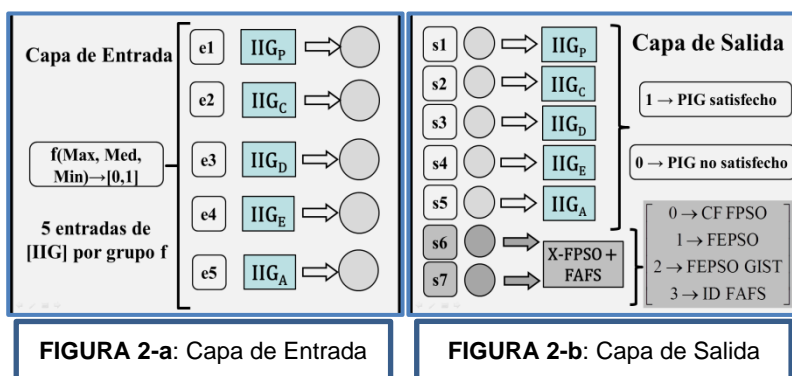 Capa de Entrada
f(Max, Med,
Min)→[0,1]
5 entradas de
[IIG] por grupo f
e1 IIG_P
e2 IIG_C
e3 IIG_D
e4 IIG_E
e5 IIG_A
FIGURA 2-a: Capa de Entrada
s1 IIG_P
s2 IIG_C
s3 IIG_D
s4 IIG_E
s5 IIG_A
s6
s7
X-FPSO +
FAFS
Capa de Salida
1 → PIG satisfecho
0 → PIG no satisfecho
0 → CF FPSO
1 → FEPSO
2 → FEPSO GIST
3 → ID FAFS
FIGURA 2-b: Capa de Salida